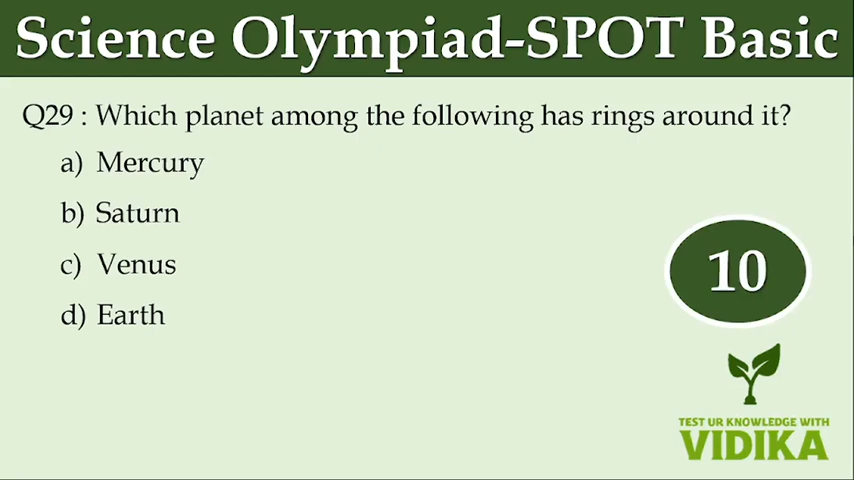 Science Olympiad-SPOT Basic
Q29 : Which planet among the following has rings around it?
a) Mercury
b) Saturn
c) Venus
d) Earth
10
TEST UR KNOWLEDGE WITH
VIDIKA